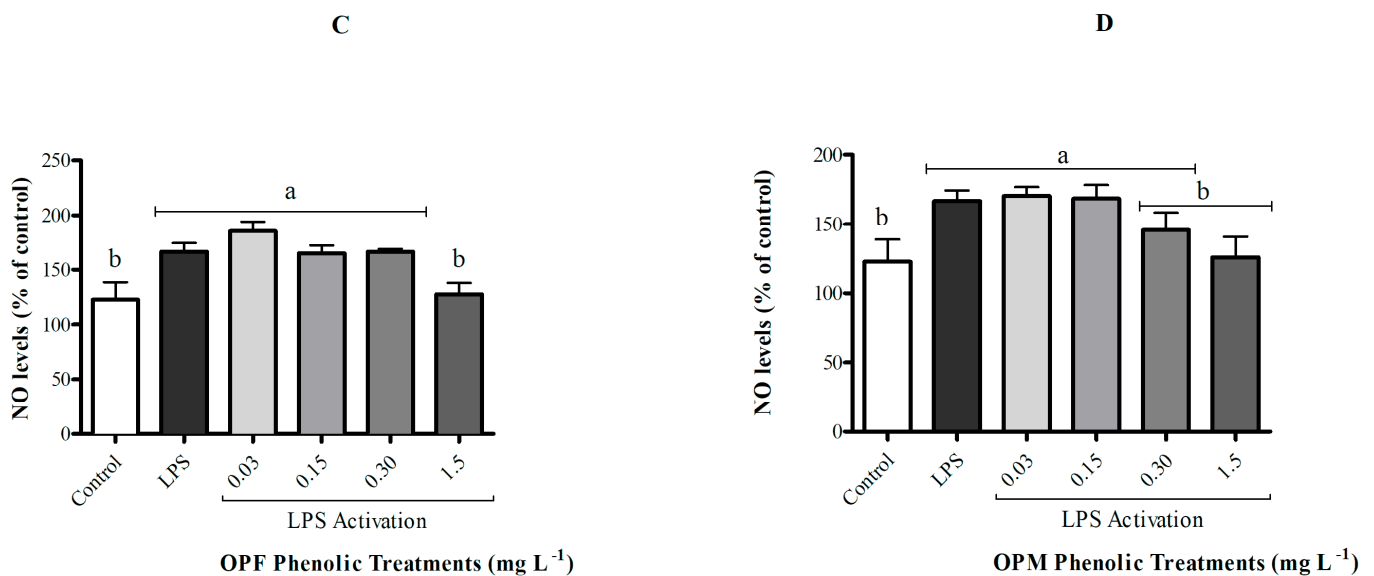 C
NO levels (% of control)
250
200
150
100
50
0
b
a
b
Control
LPS
0.03
0.15
0.30
1.5
LPS Activation
OPF Phenolic Treatments (mg L⁻¹)
D
NO levels (% of control)
200
150
100
50
0
b
a
b
Control
LPS
0.03
0.15
0.30
1.5
LPS Activation
OPM Phenolic Treatments (mg L⁻¹)